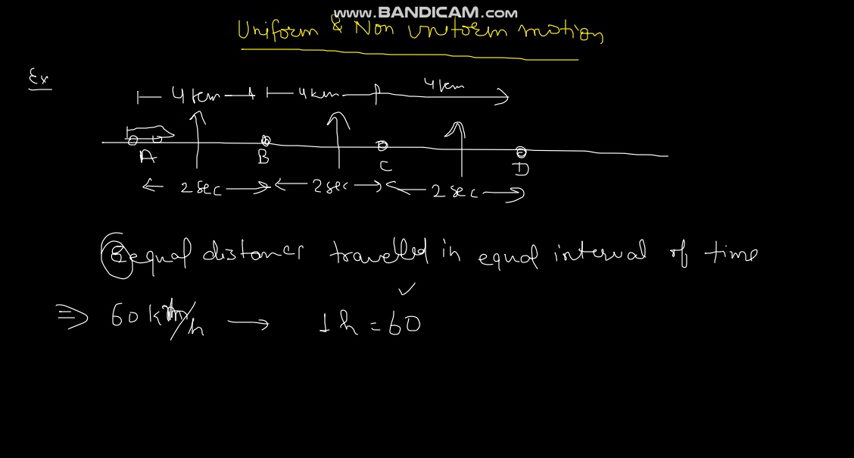 www.BANDICAM.com
Uniform & Non uniform motion
Ex
4 km 4 km 4 km
A B C D
2 sec 2 sec 2 sec
equal distance travelled in equal interval of time
⇒ 60 km/h → 1 h = 60 ✓